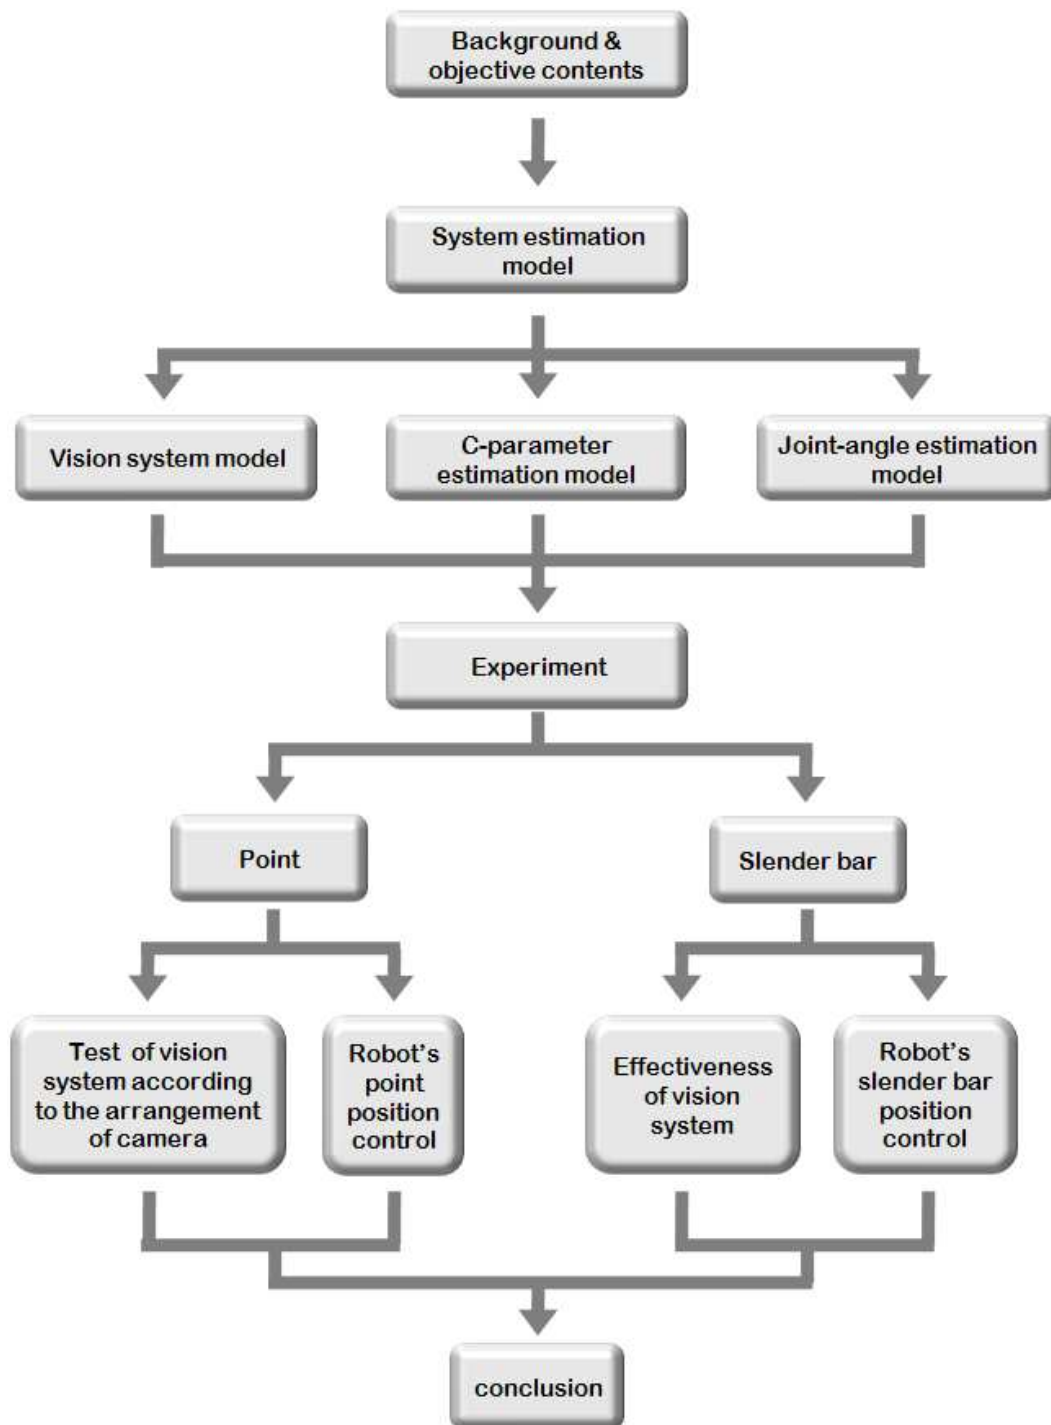 Background &
objective contents
System estimation
model
Vision system model
C-parameter
estimation model
Joint-angle estimation
model
Experiment
Point
Slender bar
Test of vision
system according
to the arrangement
of camera
Robot's
point
position
control
Effectiveness
of vision
system
Robot's
slender bar
position
control
conclusion